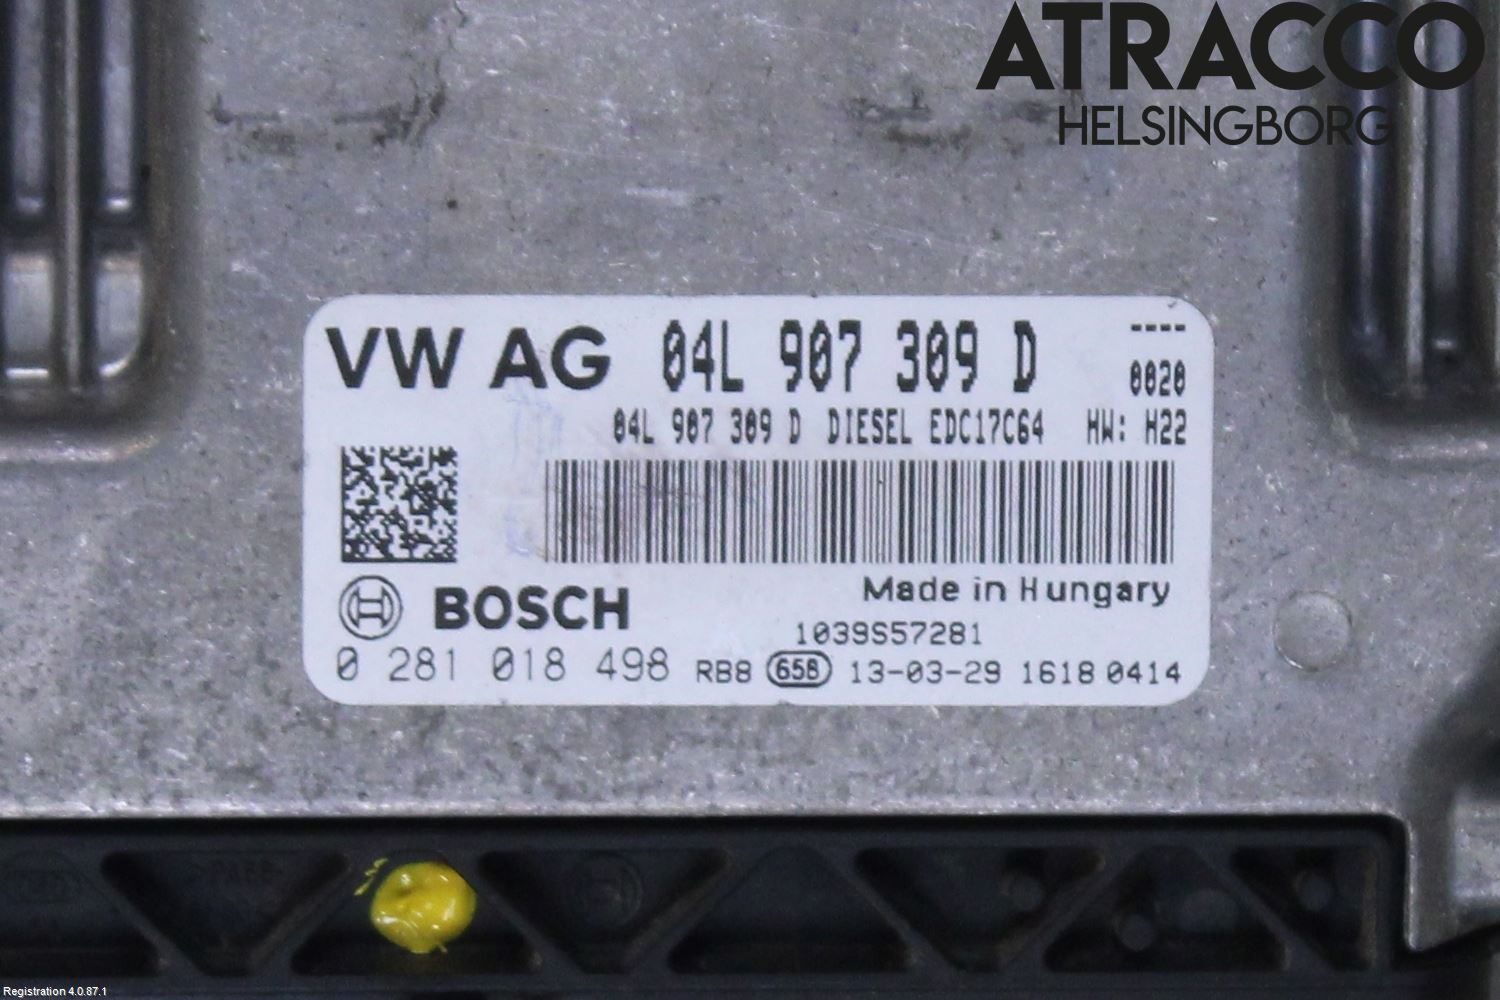 ATRACCO
HELSINGBORG
VW AG 04L 907 309 D ----
0020
04L 907 309 D DIESEL EDC17C64 HW: H22
Made in Hungary
BOSCH
1039S57281
0 281 018 498 RB8 658 13-03-29 1618 0414
Registration 4.0.87.1